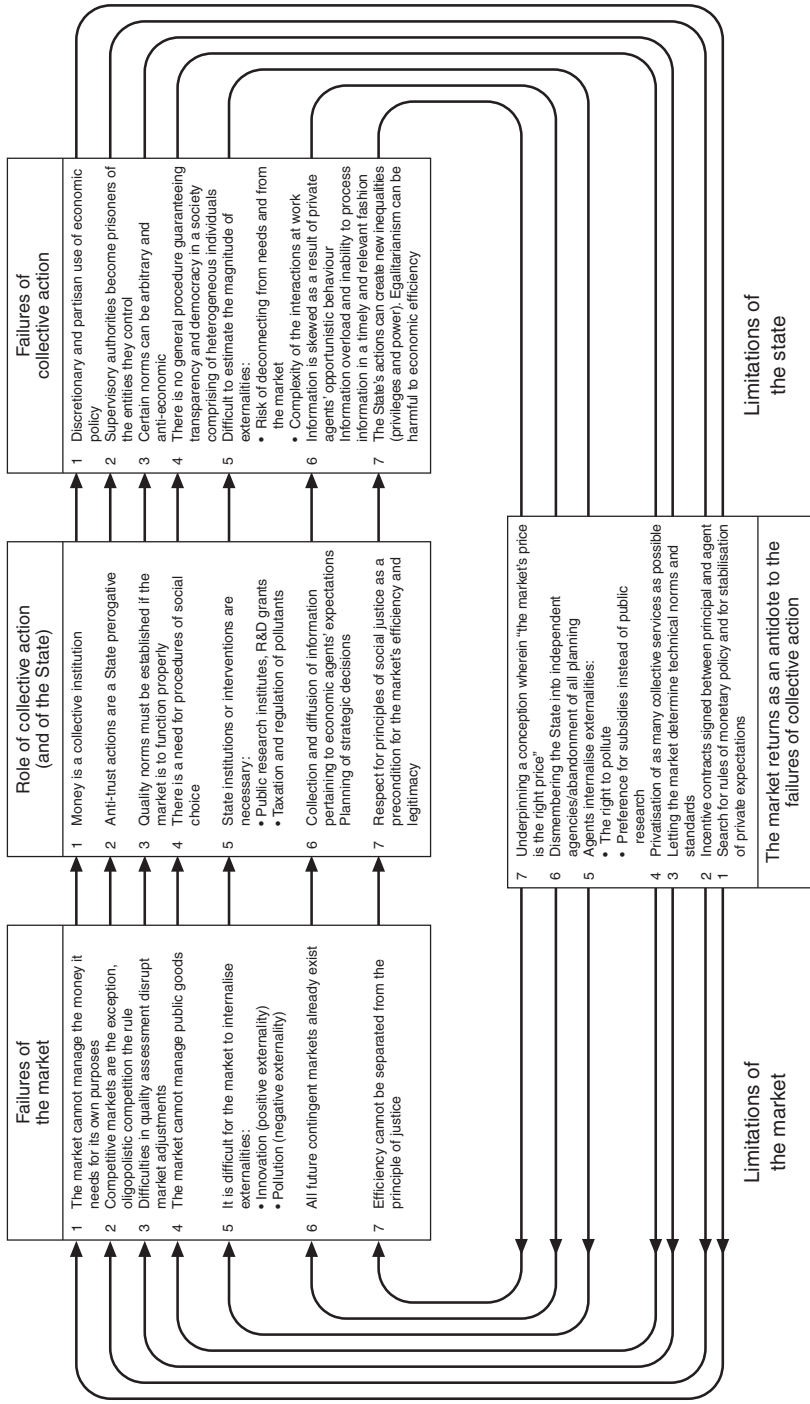 Failures of
the market
1 The market cannot manage the money it
needs for its own purposes
2 Competitive markets are the exception,
oligopolistic competition the rule
3 Difficulties in quality assessment disrupt
market adjustments
4 The market cannot manage public goods
5 It is difficult for the market to internalise
externalities:
• Innovation (positive externality)
• Pollution (negative externality)
6 All future contingent markets already exist
7 Efficiency cannot be separated from the
principle of justice
Role of collective action
(and of the State)
1 Money is a collective institution
2 Anti-trust actions are a State prerogative
3 Quality norms must be established if the
market is to function properly
4 There is a need for procedures of social
choice
5 State institutions or interventions are
necessary:
• Public research institutes, R&D grants
• Taxation and regulation of pollutants
6 Collection and diffusion of information
pertaining to economic agents' expectations
Planning of strategic decisions
7 Respect for principles of social justice as a
precondition for the market's efficiency and
legitimacy
Failures of
collective action
1 Discretionary and partisan use of economic
policy
2 Supervisory authorities become prisoners of
the entities they control
3 Certain norms can be arbitrary and
anti-economic
4 There is no general procedure guaranteeing
transparency and democracy in a society
comprising of heterogeneous individuals
5 Difficult to estimate the magnitude of
externalities:
• Risk of deconnecting from needs and from
the market
• Complexity of the interactions at work
6 Information is skewed as a result of private
agents' opportunistic behaviour
Information overload and inability to process
information in a timely and relevant fashion
7 The State's actions can create new inequalities
(privileges and power). Egalitarianism can be
harmful to economic efficiency
7 Underpinning a conception wherein "the market's price
is the right price"
6 Dismembering the State into independent
agencies/abandonment of all planning
5 Agents internalise externalities:
• The right to pollute
• Preference for subsidies instead of public
research
4 Privatisation of as many collective services as possible
3 Letting the market determine technical norms and
standards
2 Incentive contracts signed between principal and agent
1 Search for rules of monetary policy and for stabilisation
of private expectations
The market returns as an antidote to the
failures of collective action
Limitations of
the market
Limitations of
the state